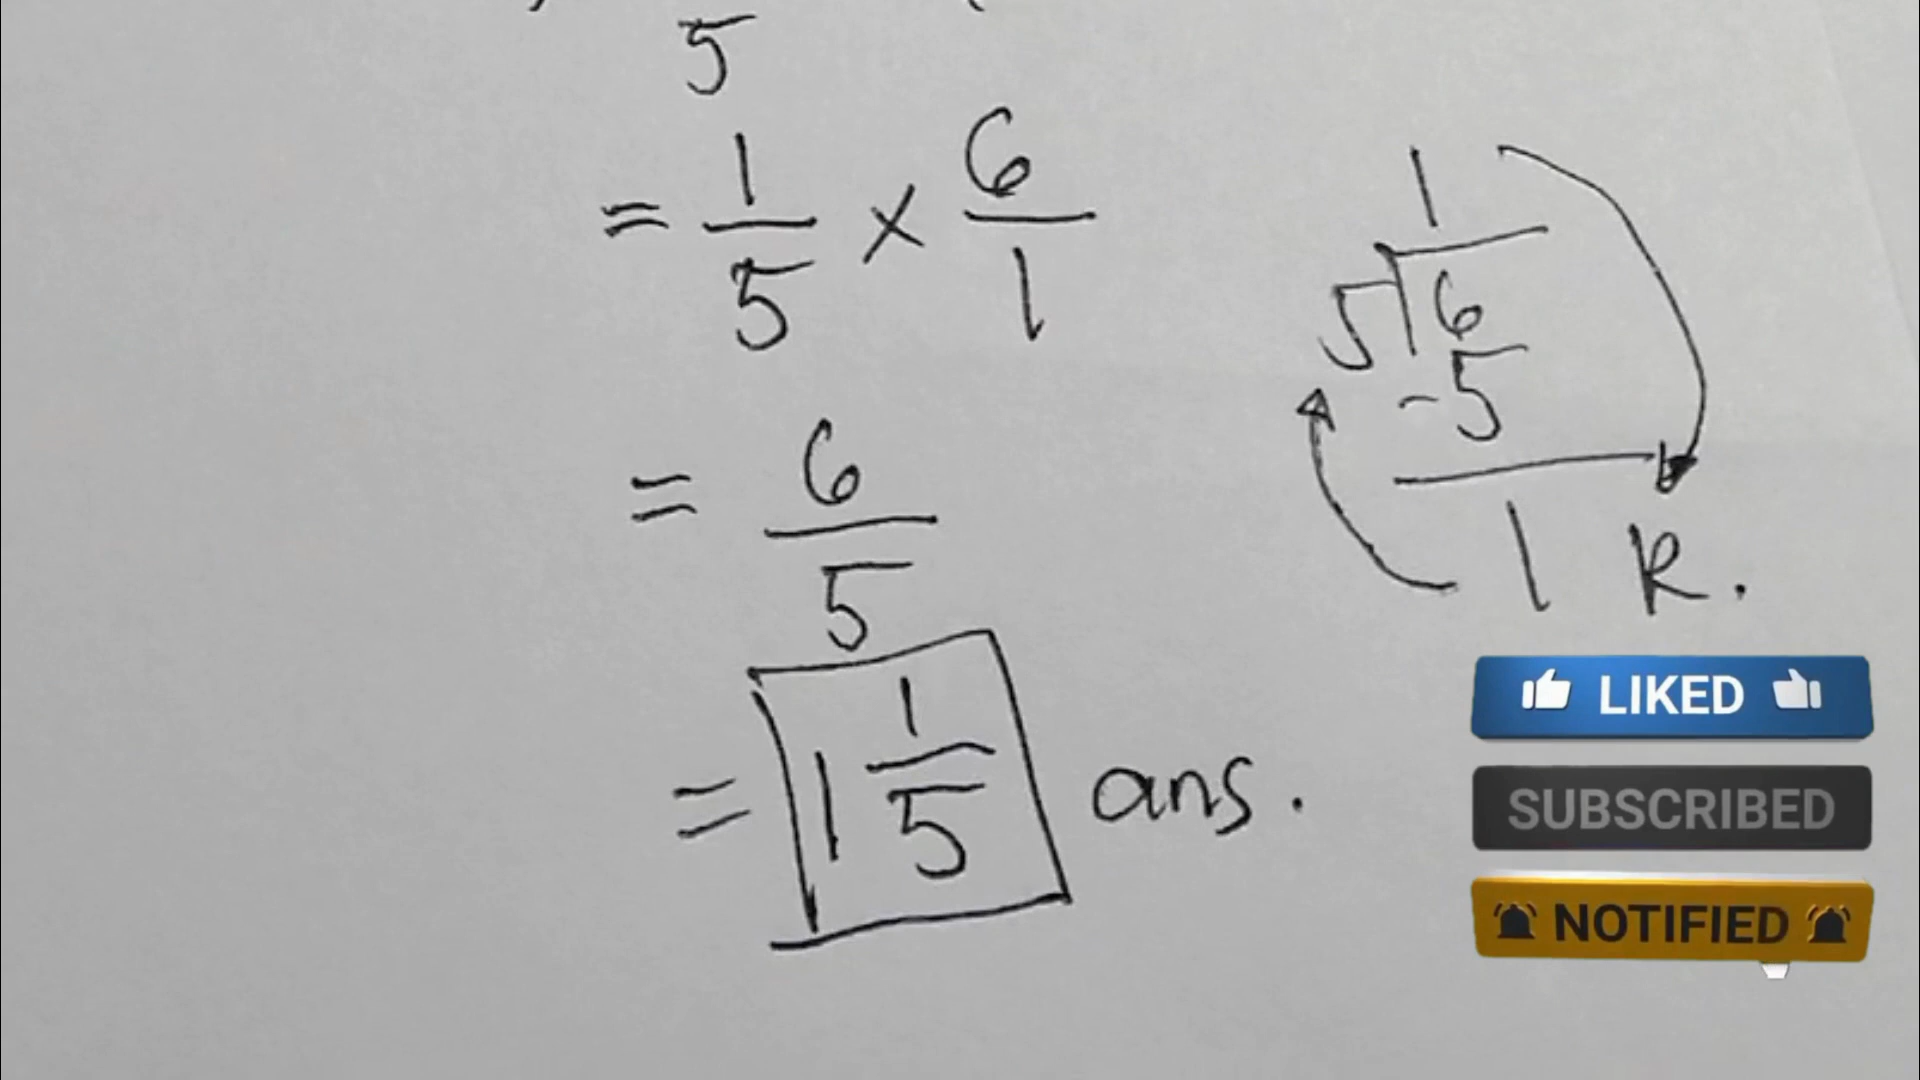 5
= 1/5 × 6/1
= 6/5
= 1 1/5 ans.
1
5 6
-5
1 R.
LIKED
SUBSCRIBED
NOTIFIED